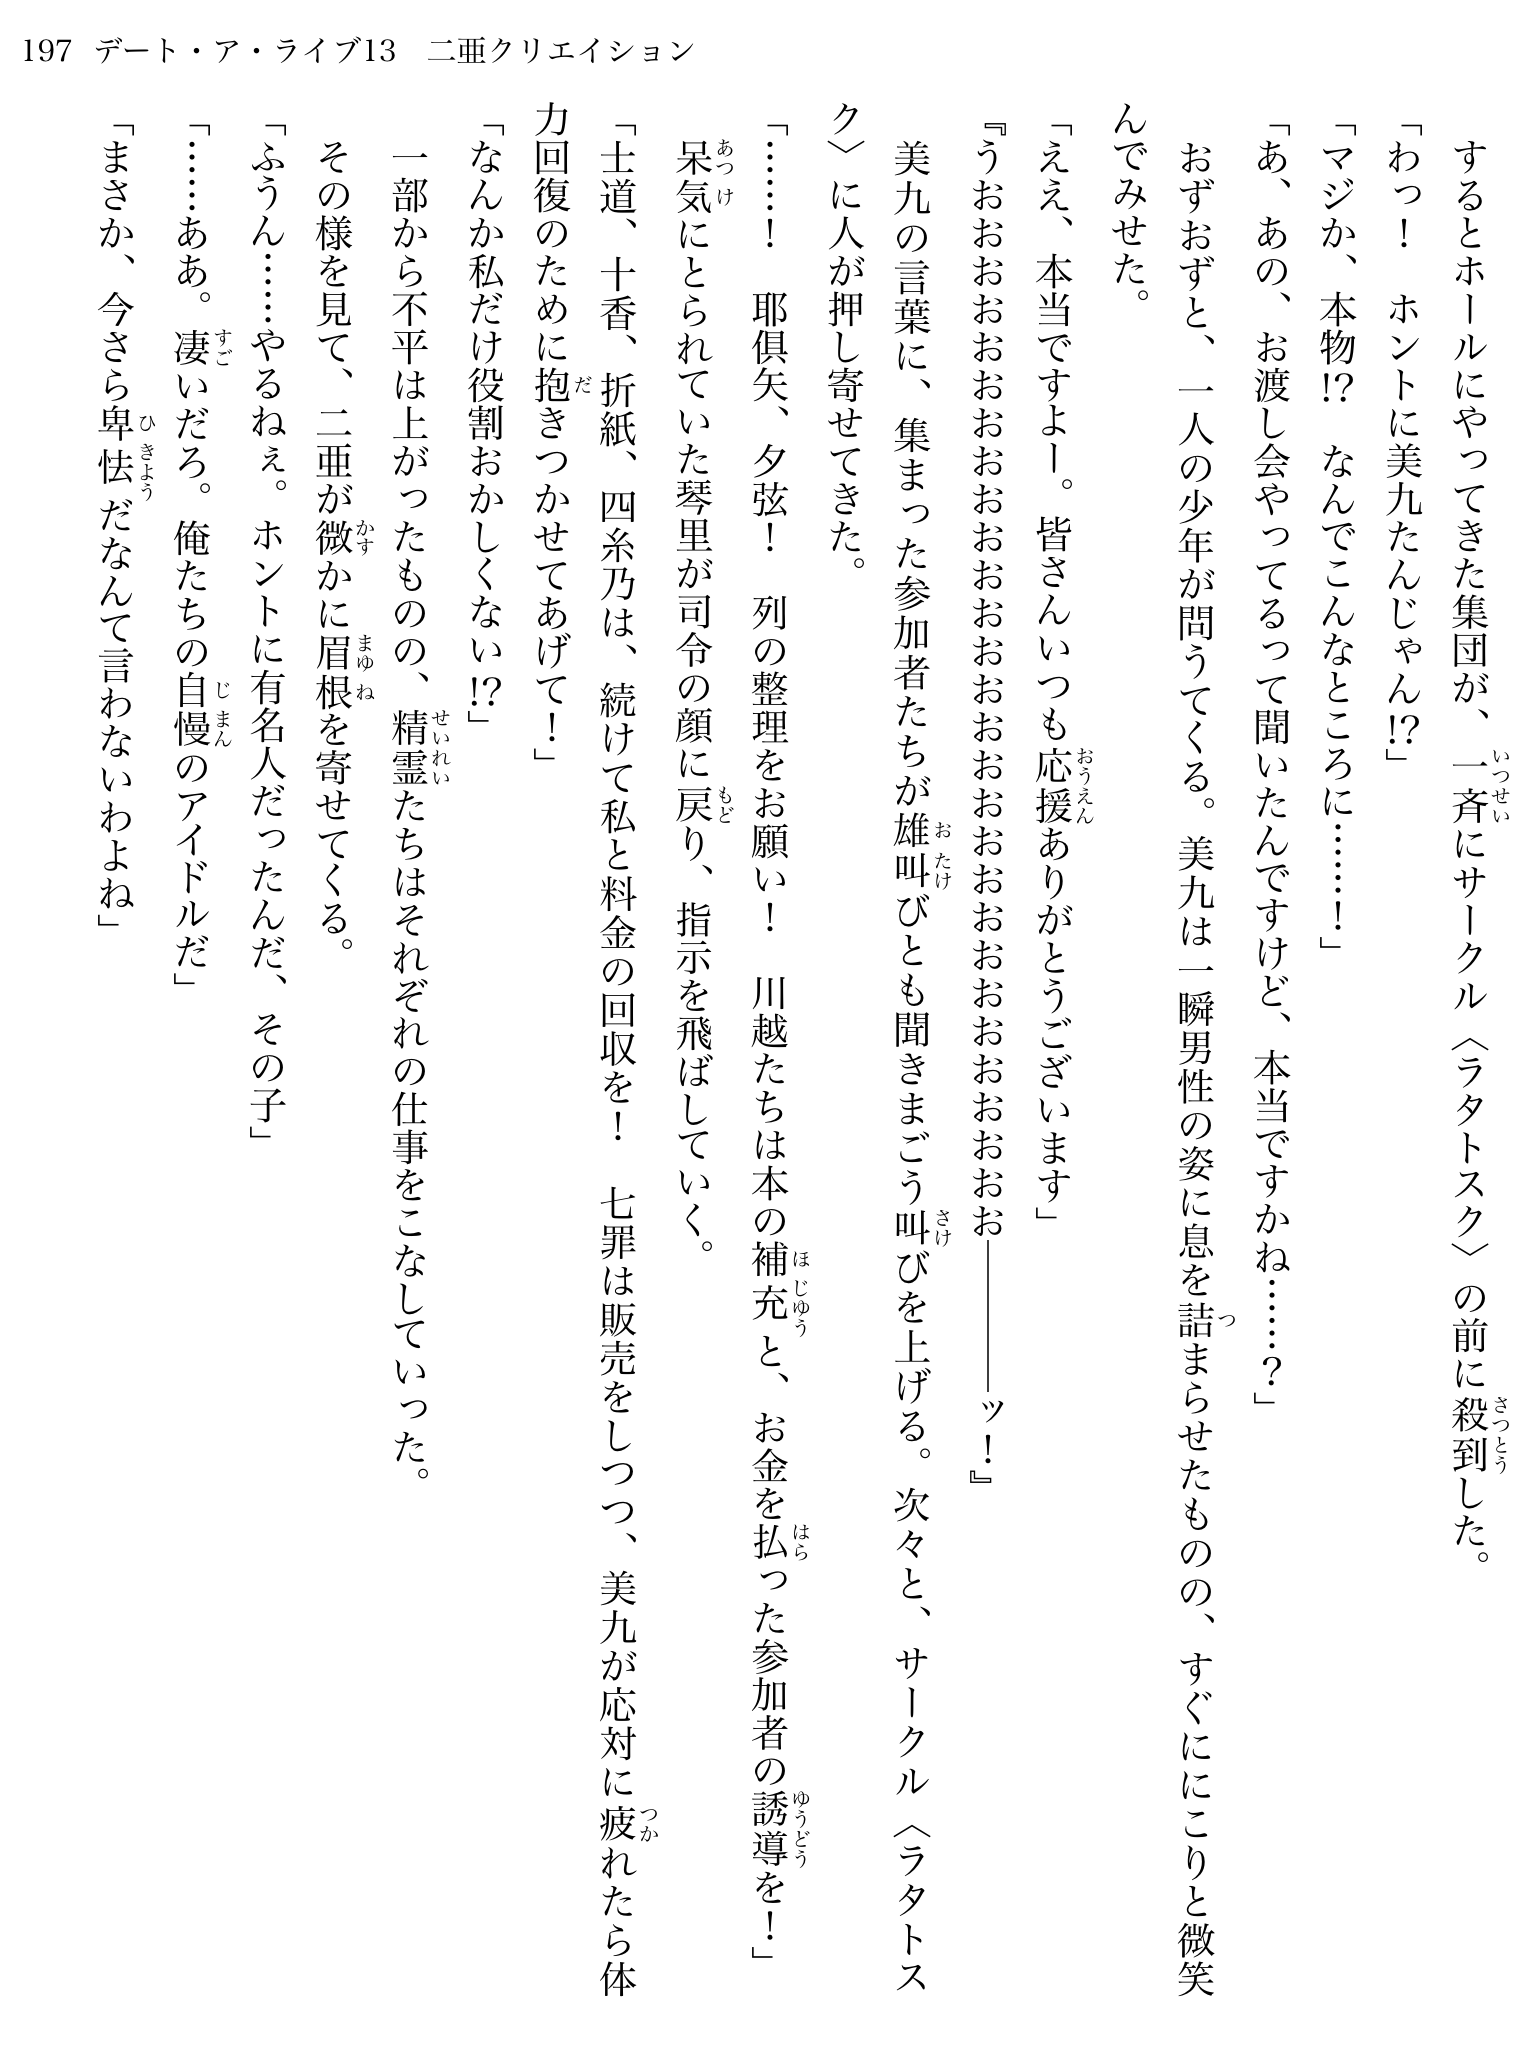 197 デート・ア・ライブ13　二亜クリエイション
　するとホールにやってきた集団が、一斉にサークル〈ラタトスク〉の前に殺到した。
「わっ！　ホントに美九たんじゃん!?」
「マジか、本物!?　なんでこんなところに………！」
「あ、あの、お渡し会やってるって聞いたんですけど、本当ですかね……？」
　おずおずと、一人の少年が問うてくる。美九は一瞬男性の姿に息を詰まらせたものの、すぐににこりと微笑
んでみせた。
「ええ、本当ですよー。皆さんいつも応援ありがとうございます」
『うおおおおおおおおおおおおおおおおおおおおおおおおおおおお――――ッ！』
　美九の言葉に、集まった参加者たちが雄叫びとも聞きまごう叫びを上げる。次々と、サークル〈ラタトス
ク〉に人が押し寄せてきた。
「……！　耶倶矢、夕弦！　列の整理をお願い！　川越たちは本の補充と、お金を払った参加者の誘導を！」
　呆気にとられていた琴里が司令の顔に戻り、指示を飛ばしていく。
「士道、十香、折紙、四糸乃は、続けて私と料金の回収を！　七罪は販売をしつつ、美九が応対に疲れたら体
力回復のために抱きつかせてあげて！」
「なんか私だけ役割おかしくない!?」
　一部から不平は上がったものの、精霊たちはそれぞれの仕事をこなしていった。
　その様を見て、二亜が微かに眉根を寄せてくる。
「ふうん……やるねぇ。ホントに有名人だったんだ、その子」
「……ああ。凄いだろ。俺たちの自慢のアイドルだ」
「まさか、今さら卑怯だなんて言わないわよね」